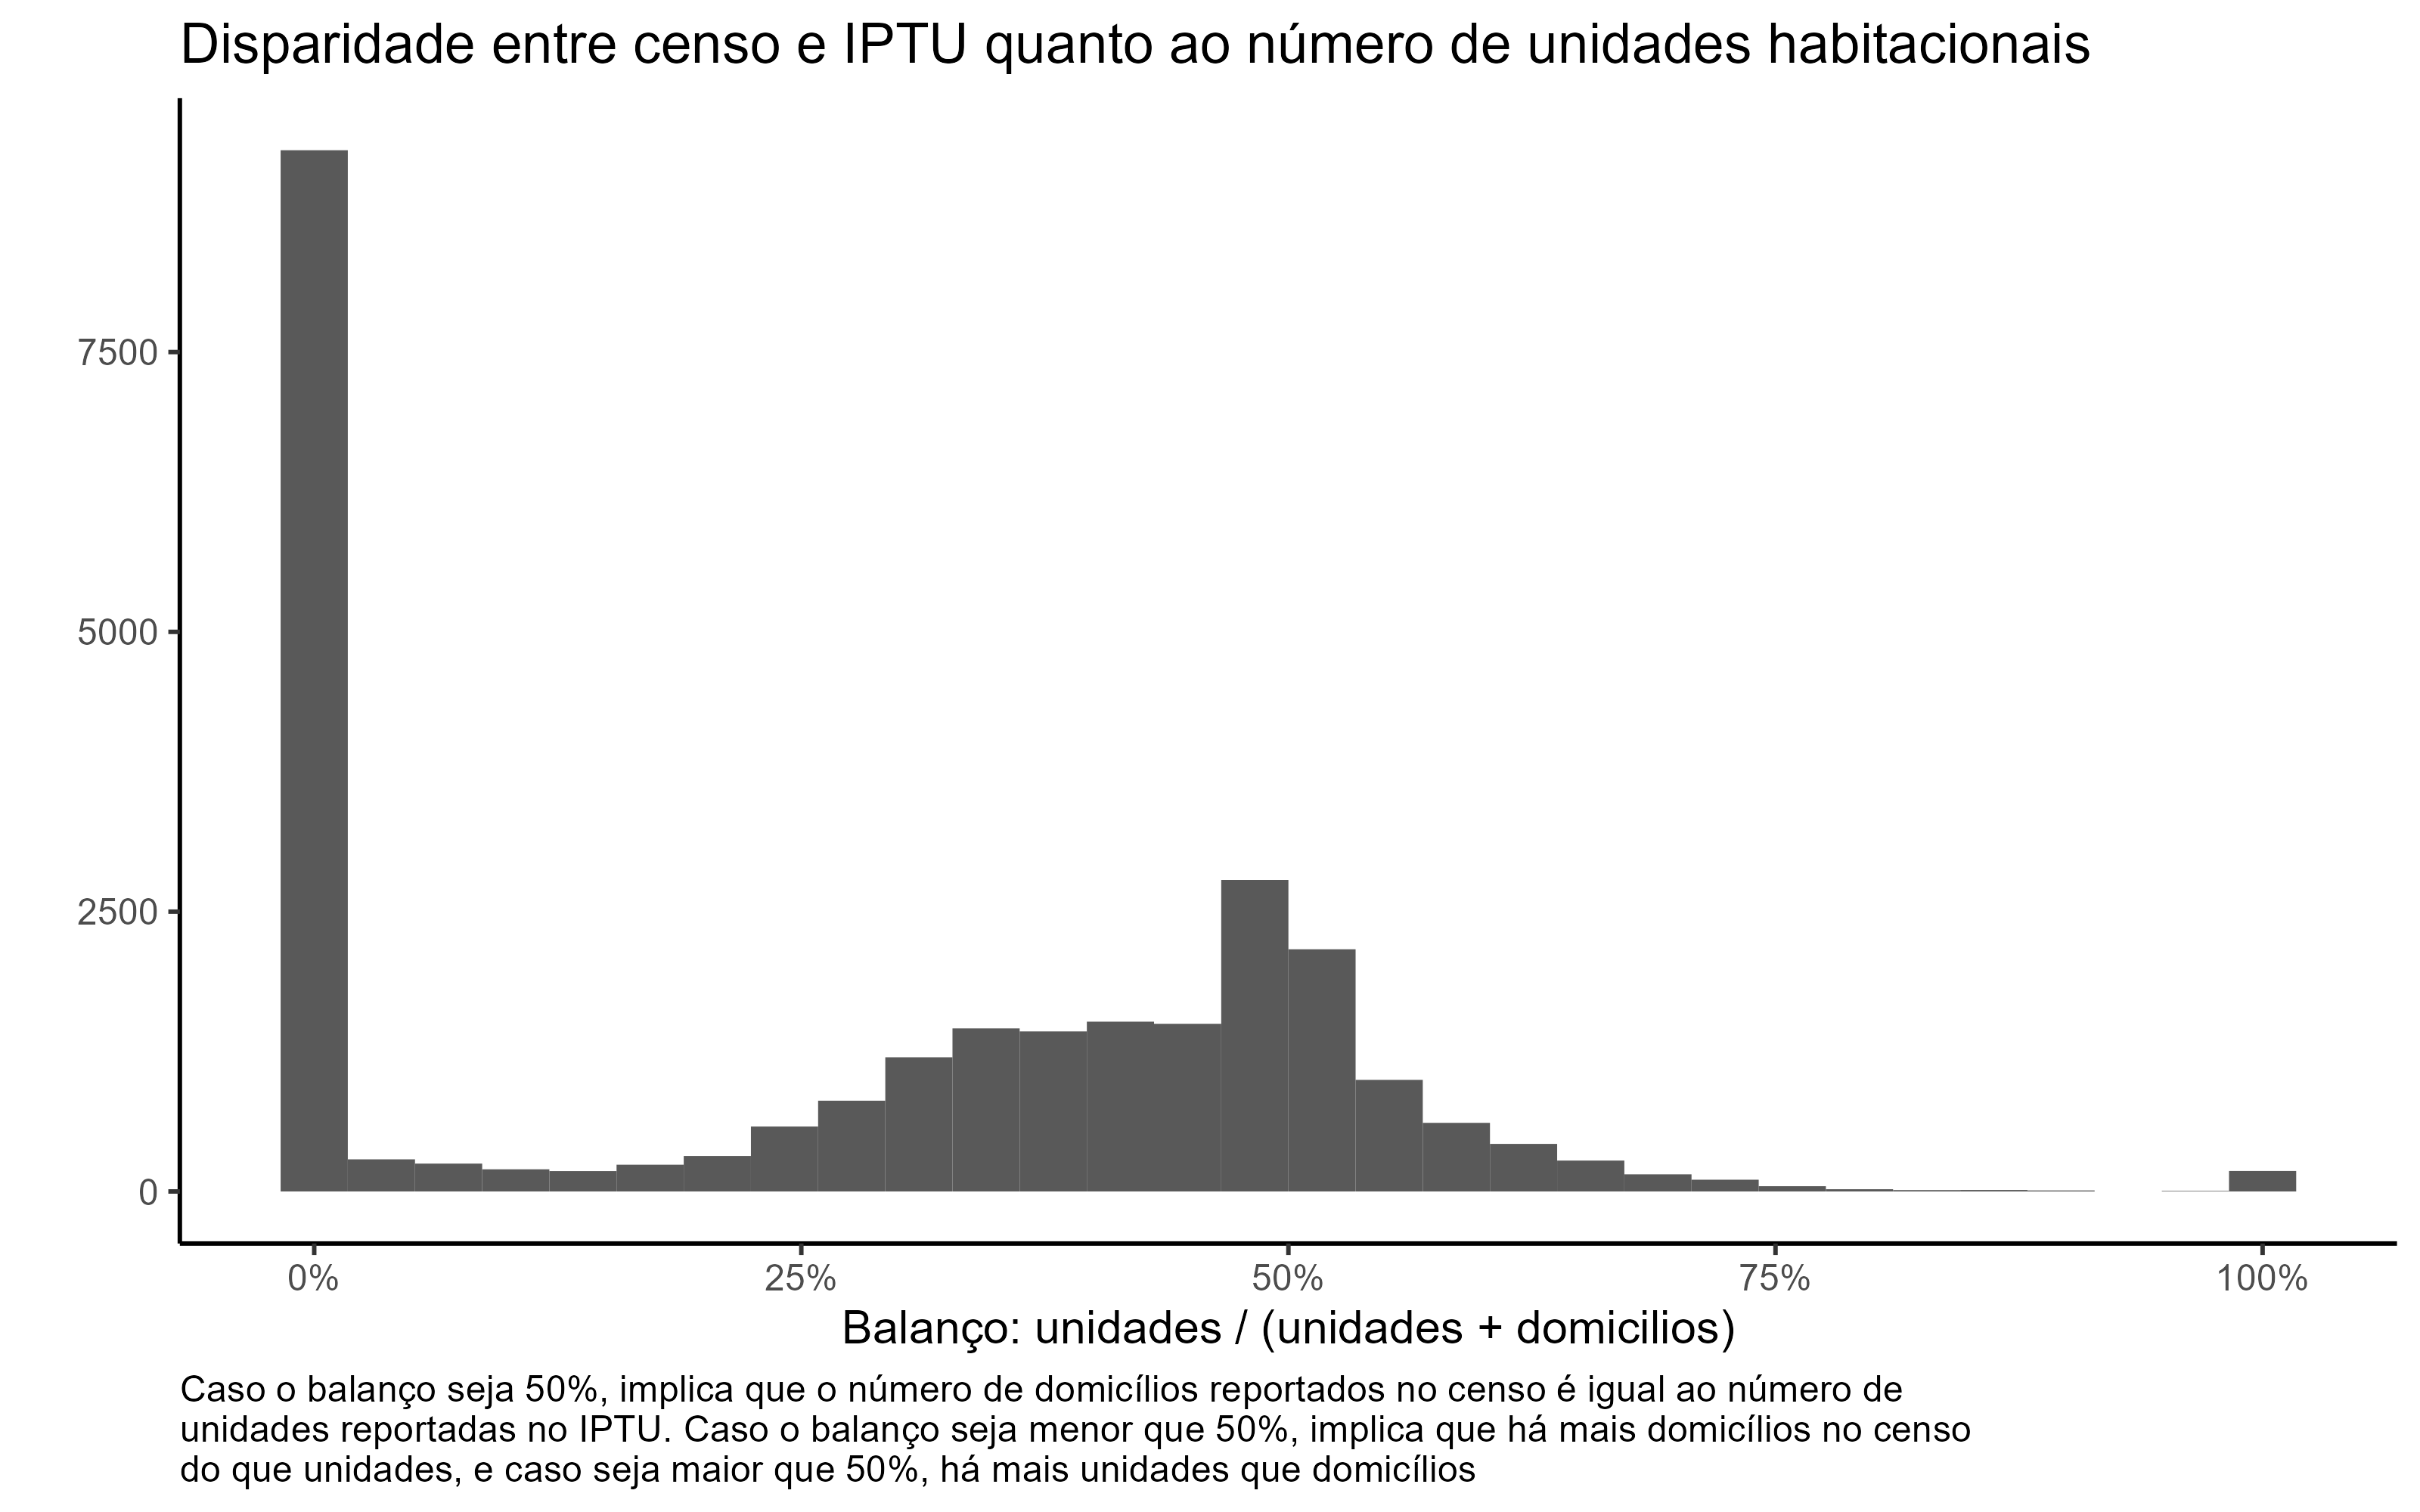 Disparidade entre censo e IPTU quanto ao número de unidades habitacionais
7500
5000
2500
0
0% 25% 50% 75% 100%
Balanço: unidades / (unidades + domicilios)
Caso o balanço seja 50%, implica que o número de domicílios reportados no censo é igual ao número de
unidades reportadas no IPTU. Caso o balanço seja menor que 50%, implica que há mais domicílios no censo
do que unidades, e caso seja maior que 50%, há mais unidades que domicílios